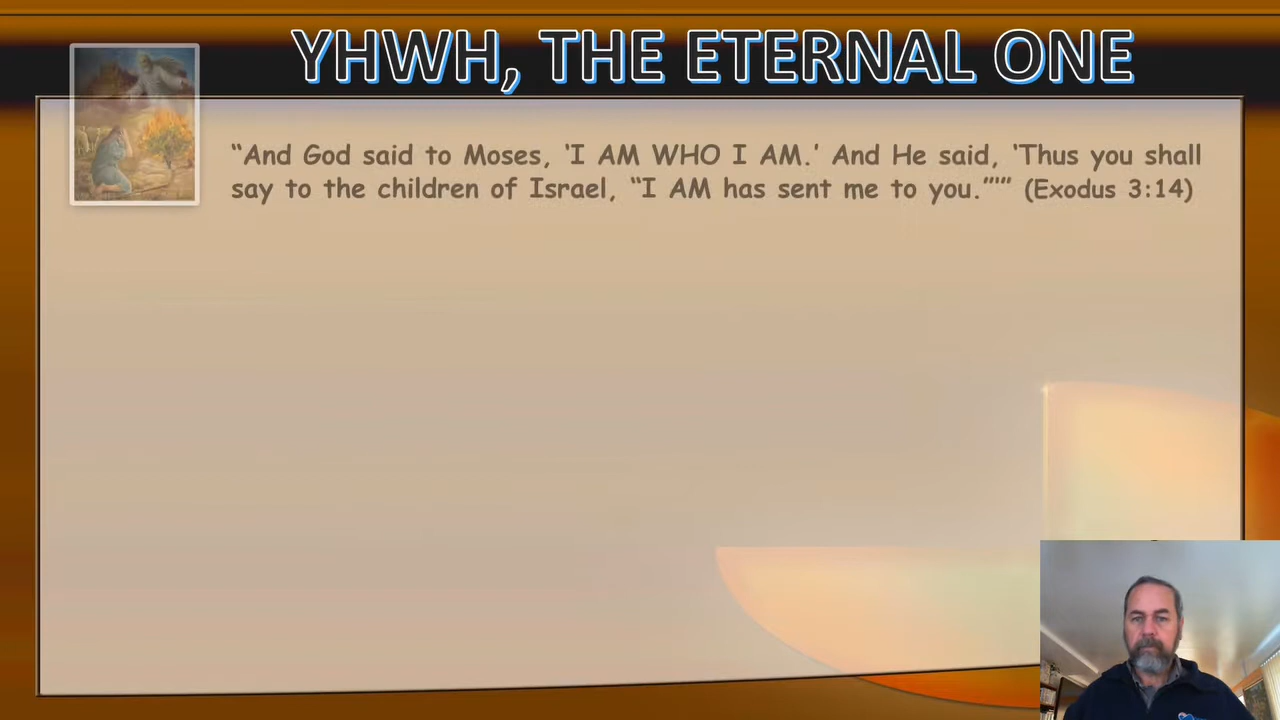 YHWH, THE ETERNAL ONE
“And God said to Moses, ‘I AM WHO I AM.’ And He said, ‘Thus you shall
say to the children of Israel, “I AM has sent me to you.”’” (Exodus 3:14)